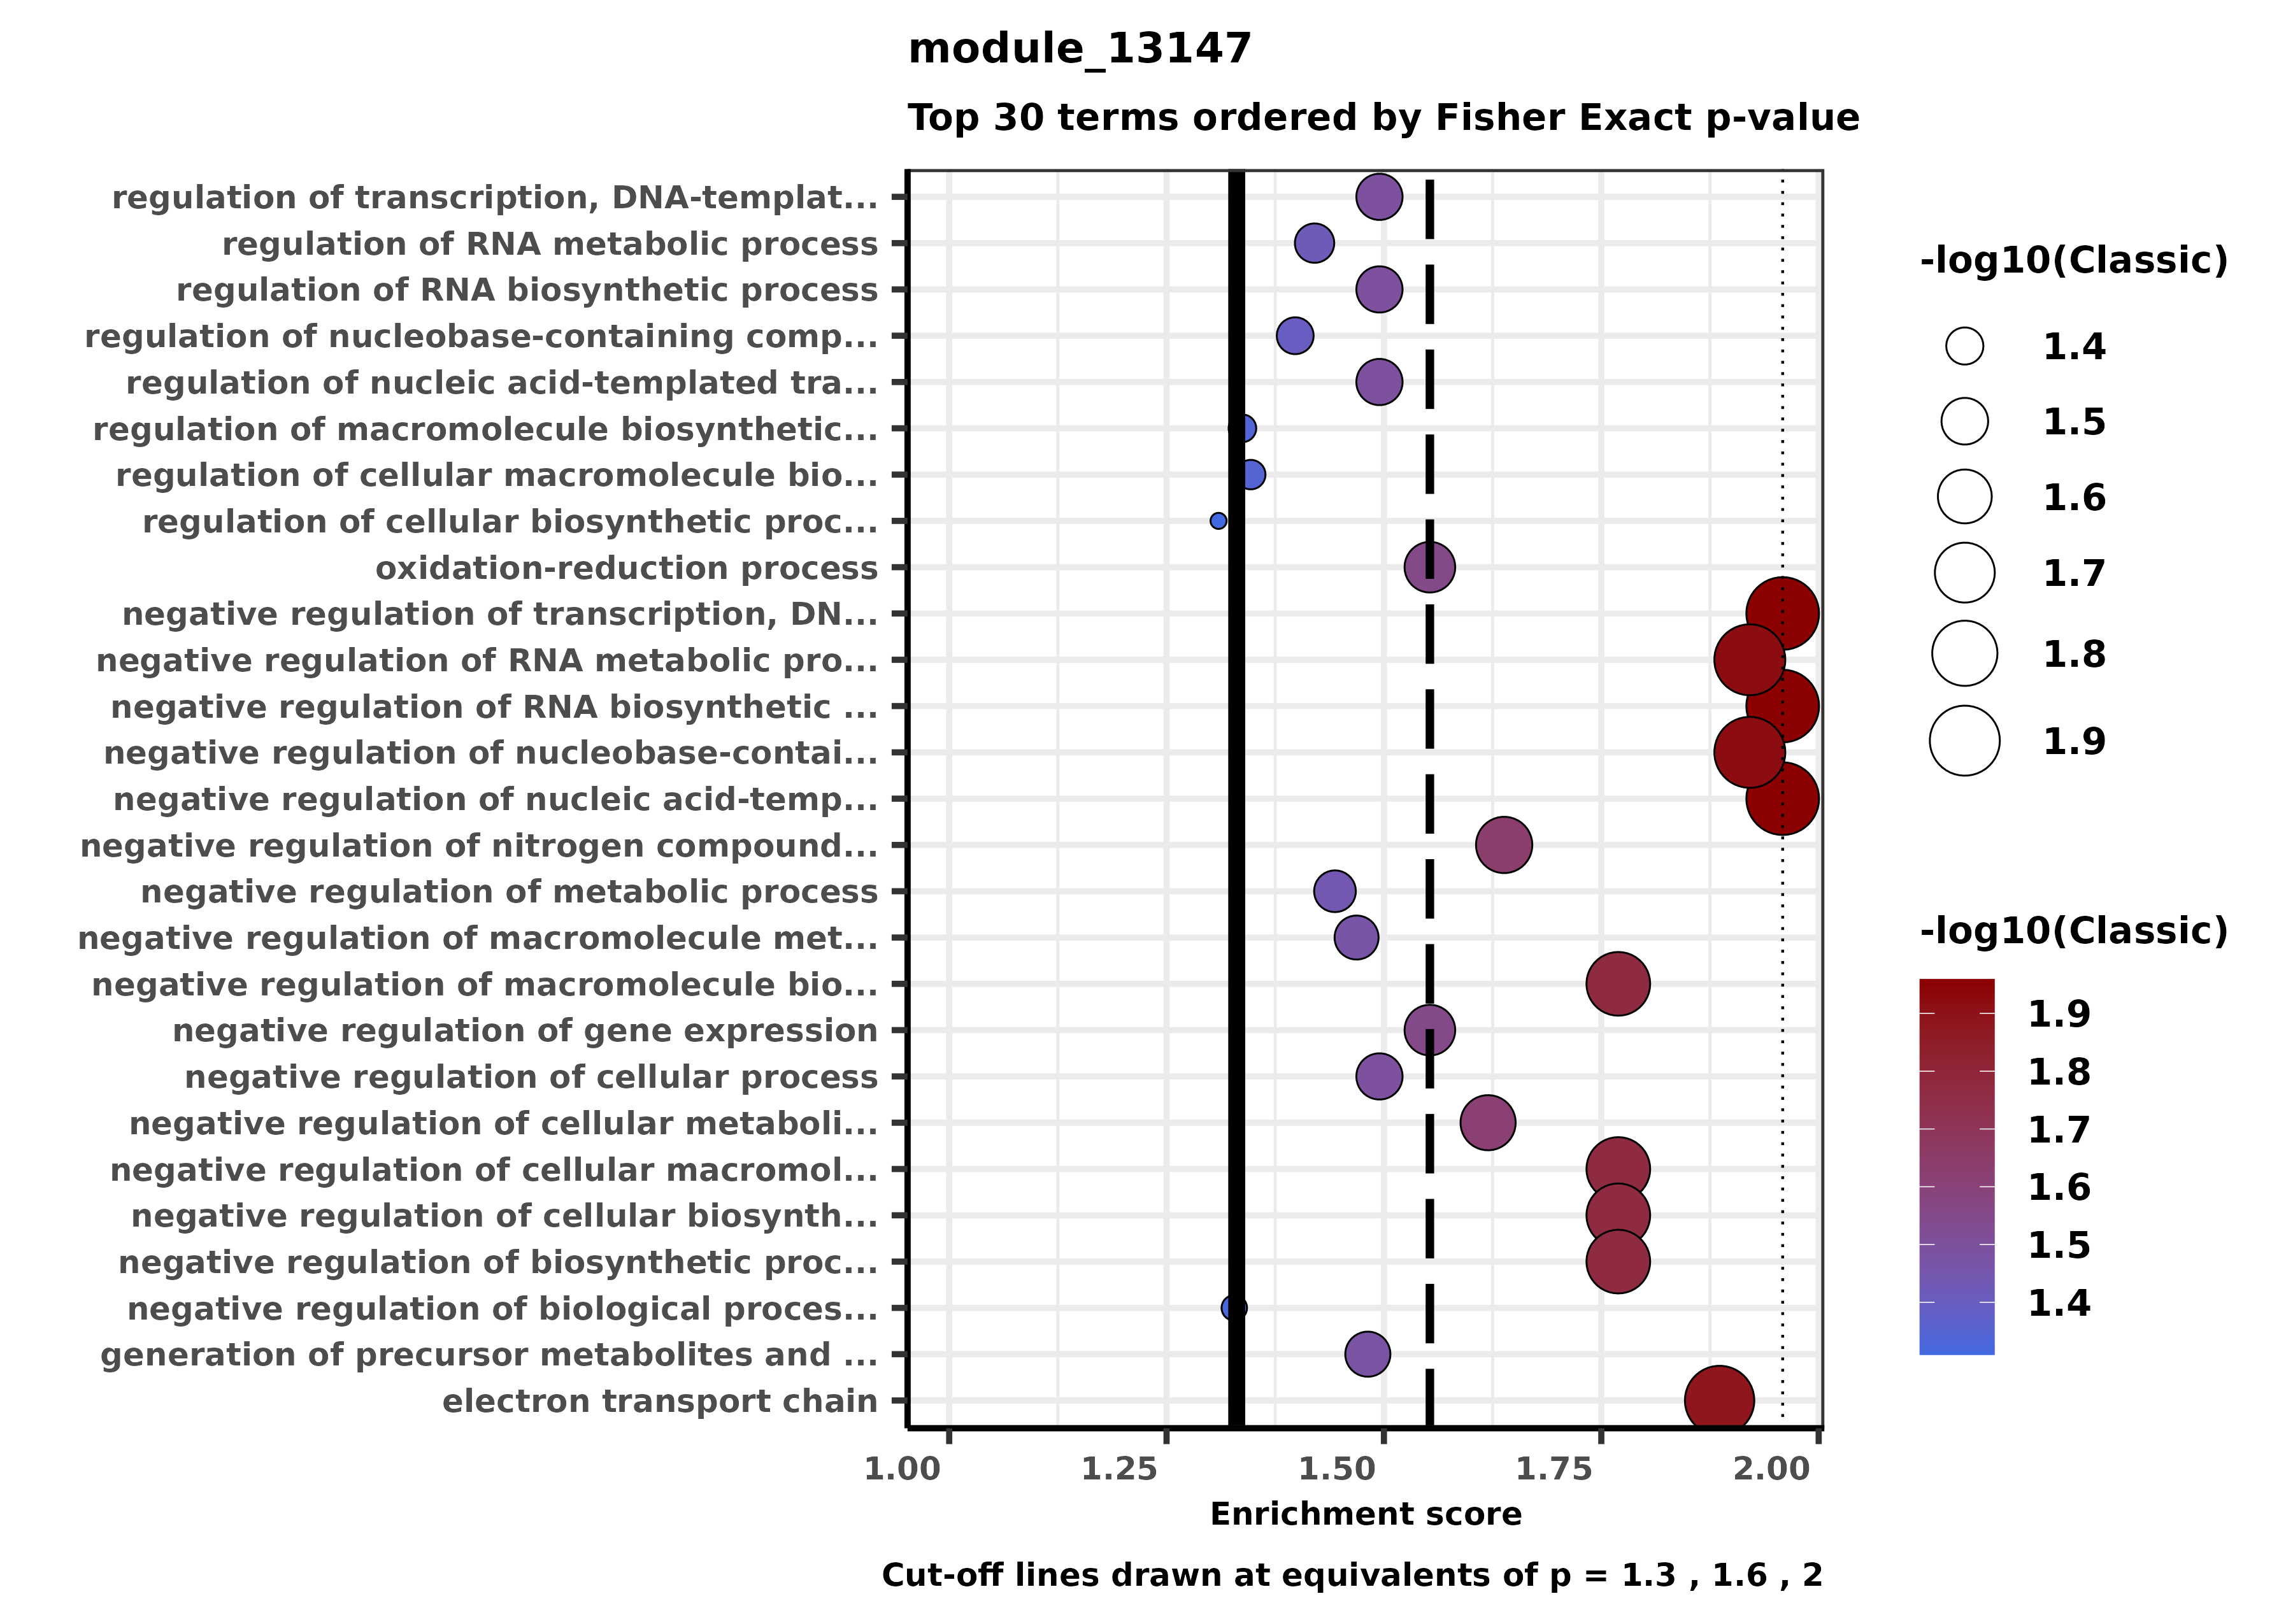 module_13147
Top 30 terms ordered by Fisher Exact p-value
regulation of transcription, DNA-templat...
regulation of RNA metabolic process
regulation of RNA biosynthetic process
regulation of nucleobase-containing comp...
regulation of nucleic acid-templated tra...
regulation of macromolecule biosynthetic...
regulation of cellular macromolecule bio...
regulation of cellular biosynthetic proc...
oxidation-reduction process
negative regulation of transcription, DN...
negative regulation of RNA metabolic pro...
negative regulation of RNA biosynthetic ...
negative regulation of nucleobase-contai...
negative regulation of nucleic acid-temp...
negative regulation of nitrogen compound...
negative regulation of metabolic process
negative regulation of macromolecule met...
negative regulation of macromolecule bio...
negative regulation of gene expression
negative regulation of cellular process
negative regulation of cellular metaboli...
negative regulation of cellular macromol...
negative regulation of cellular biosynth...
negative regulation of biosynthetic proc...
negative regulation of biological proces...
generation of precursor metabolites and ...
electron transport chain
1.00 1.25 1.50 1.75 2.00
Enrichment score
Cut-off lines drawn at equivalents of p = 1.3 , 1.6 , 2
-log10(Classic)
1.4
1.5
1.6
1.7
1.8
1.9
-log10(Classic)
1.9
1.8
1.7
1.6
1.5
1.4